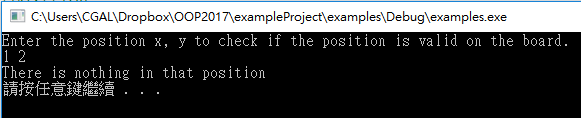 C:\Users\CGAL\Dropbox\OOP2017\exampleProject\examples\Debug\examples.exe
Enter the position x, y to check if the position is valid on the board.
1 2
There is nothing in that position
請按任意鍵繼續 . . .